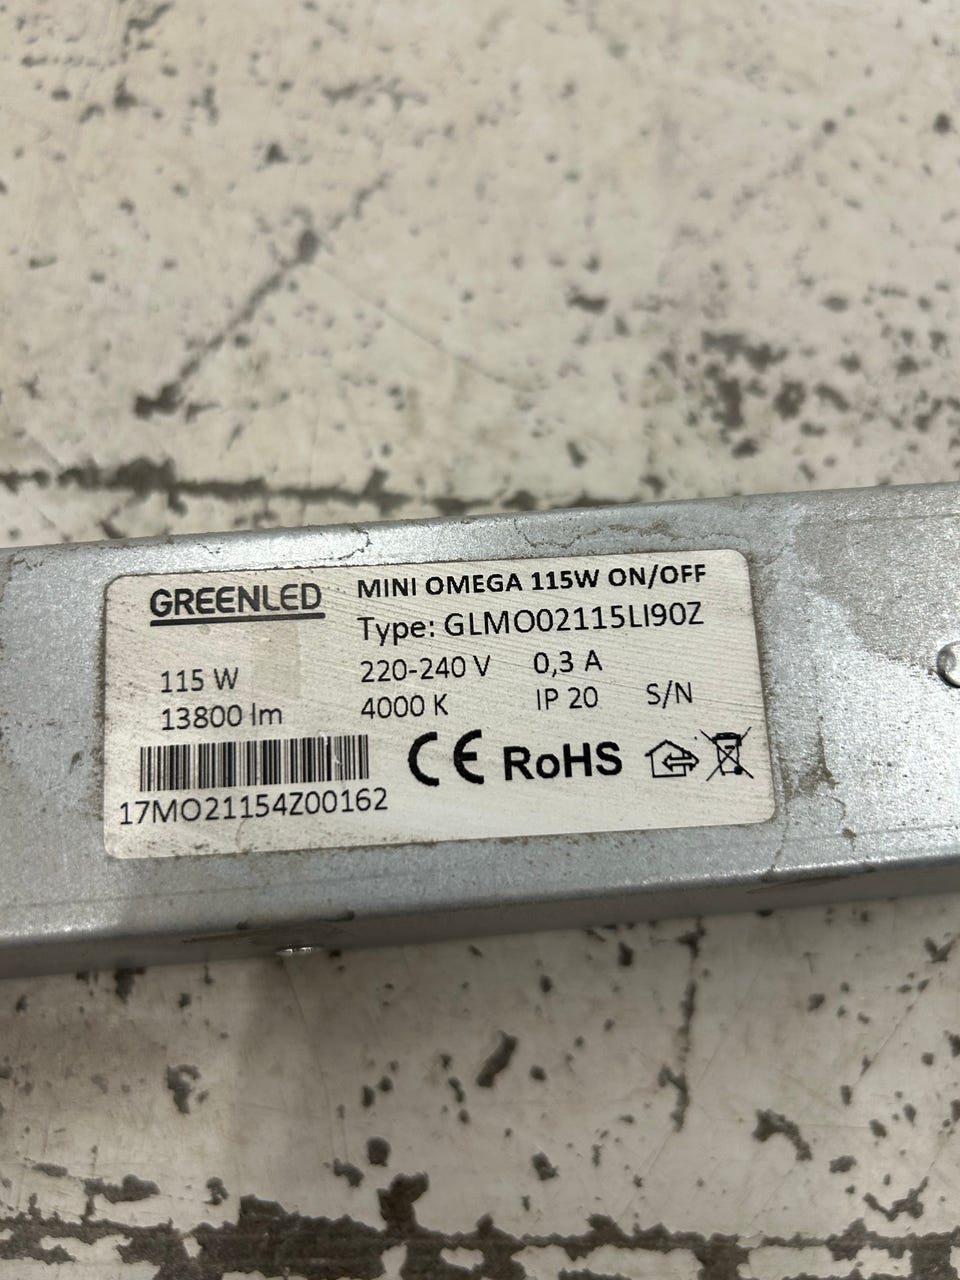 GREENLED
MINI OMEGA 115W ON/OFF
Type: GLMO02115LI90Z
115 W
220-240 V
0,3 A
13800 lm
4000 K
IP 20
S/N
CE RoHS
17MO21154Z00162